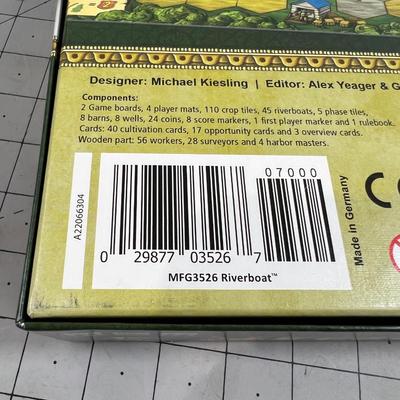 Designer: Michael Kiesling | Editor: Alex Yeager & G
Components:
2 Game boards, 4 player mats, 110 crop tiles, 45 riverboats, 5 phase tiles,
8 barns, 8 wells, 24 coins, 8 score markers, 1 first player marker and 1 rulebook.
Cards: 40 cultivation cards, 17 opportunity cards and 3 overview cards.
Wooden part: 56 workers, 28 surveyors and 4 harbor masters.
A22066304
07000
0 29877 03526 7
MFG3526 Riverboat™
Made in Germany
CE